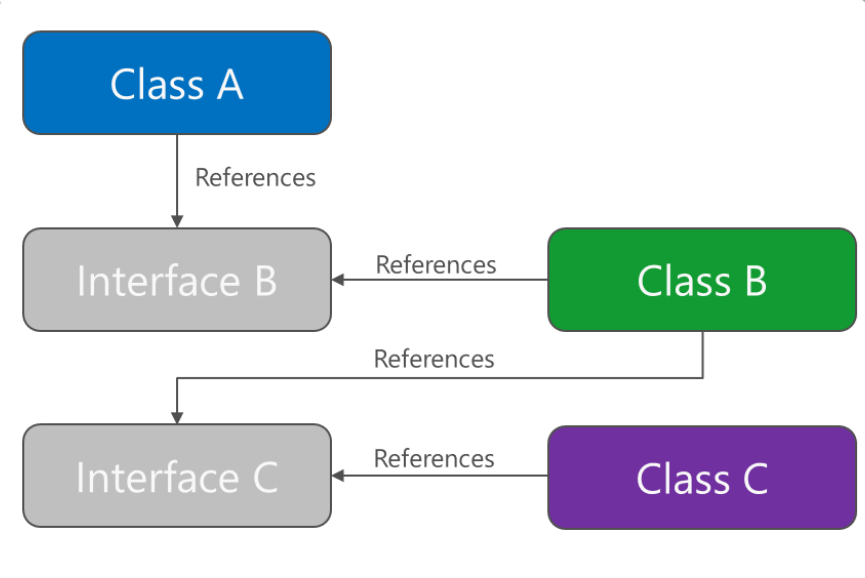 Class A
References
Interface B
References
Class B
References
Interface C
References
Class C